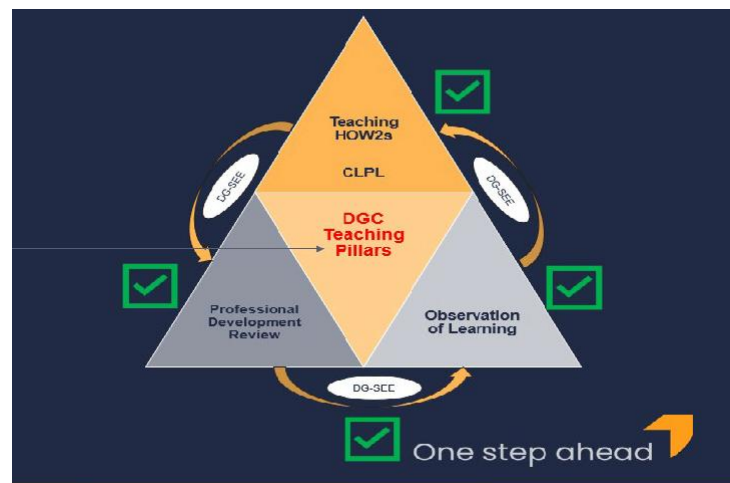 Teaching
HOW2s
CLPL
DG-SEE
DG-SEE
DGC
Teaching
Pillars
Professional
Development
Review
Observation
of Learning
DG-SEE
One step ahead